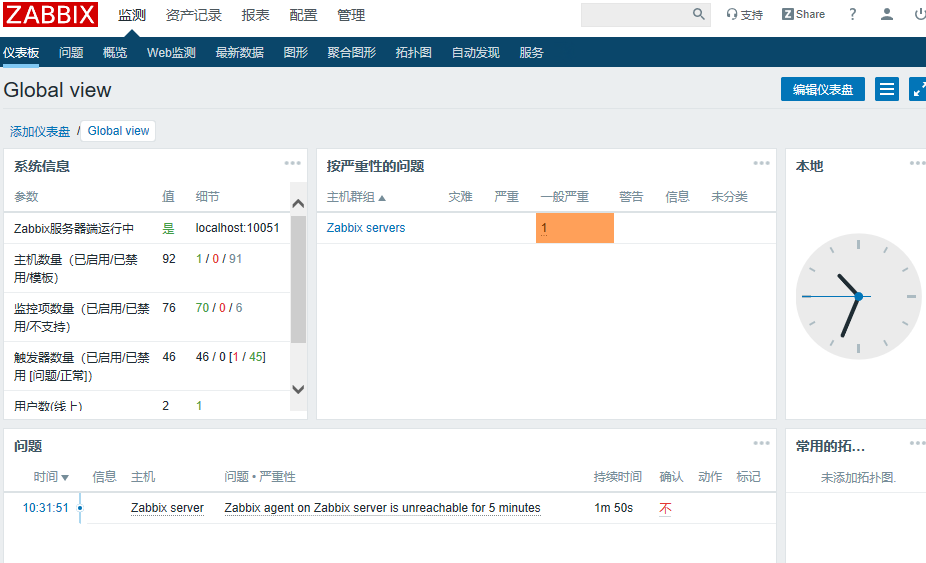 ZABBIX 监测 资产记录 报表 配置 管理 支持 Z Share ?
仪表板 问题 概览 Web监测 最新数据 图形 聚合图形 拓扑图 自动发现 服务
Global view 编辑仪表盘
添加仪表盘 / Global view
系统信息
参数 值 细节
Zabbix服务器端运行中 是 localhost:10051
主机数量（已启用/已禁
用/模板） 92 1 / 0 / 91
监控项数量（已启用/已禁
用/不支持） 76 70 / 0 / 6
触发器数量（已启用/已禁
用 [问题/正常]） 46 46 / 0 [1 / 45]
用户数(线上) 2 1
按严重性的问题
主机群组 灾难 严重 一般严重 警告 信息 未分类
Zabbix servers 1
本地
问题
时间 信息 主机 问题 • 严重性 持续时间 确认 动作 标记
10:31:51 Zabbix server Zabbix agent on Zabbix server is unreachable for 5 minutes 1m 50s 不
常用的拓...
未添加拓扑图.